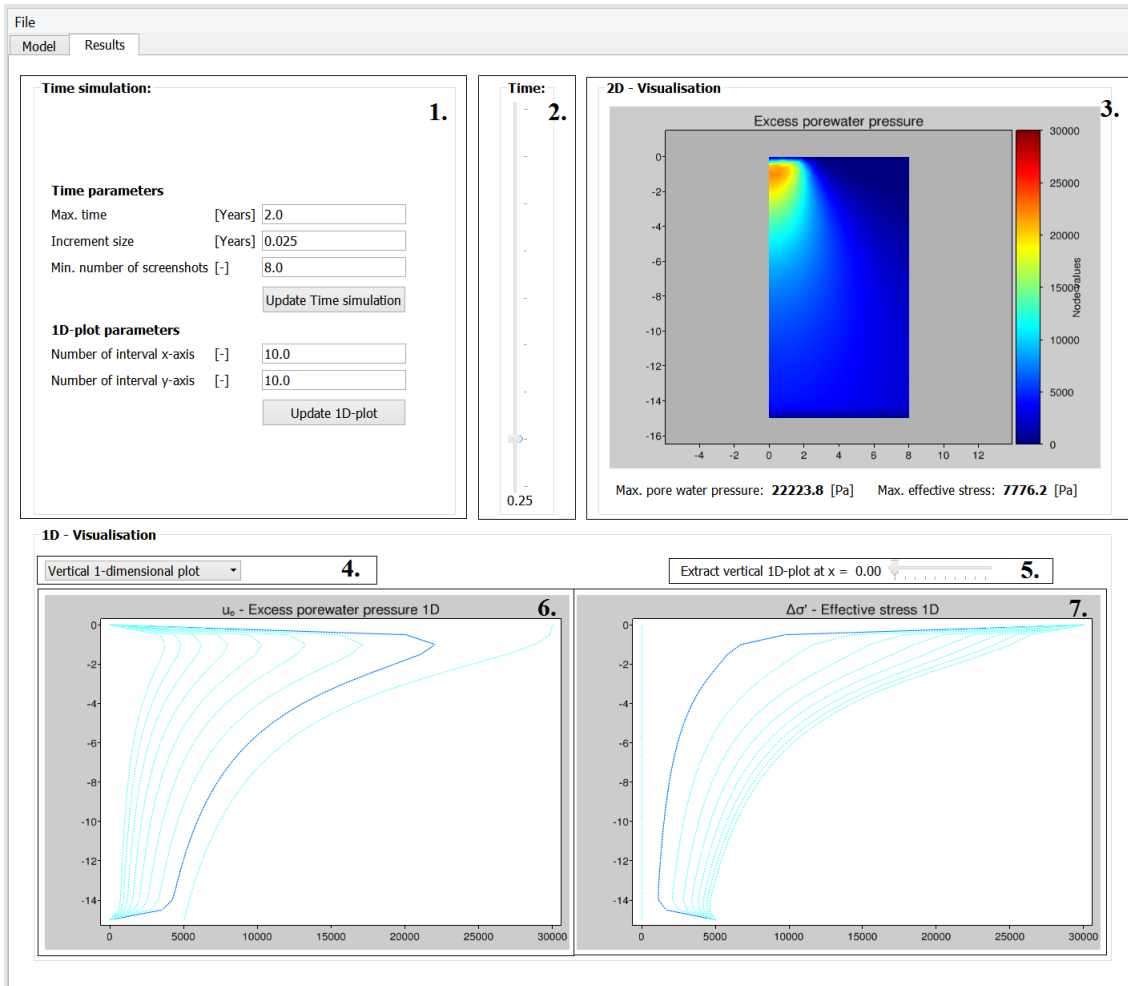 File
Model Results
Time simulation:
1.
Time parameters
Max. time [Years] 2.0
Increment size [Years] 0.025
Min. number of screenshots [-] 8.0
Update Time simulation
1D-plot parameters
Number of interval x-axis [-] 10.0
Number of interval y-axis [-] 10.0
Update 1D-plot
Time:
2.
0.25
2D - Visualisation
3.
Excess porewater pressure
0
-2
-4
-6
-8
-10
-12
-14
-16
-4 -2 0 2 4 6 8 10 12
30000
25000
20000
15000
10000
5000
0
Node values
Max. pore water pressure: 22223.8 [Pa] Max. effective stress: 7776.2 [Pa]
1D - Visualisation
Vertical 1-dimensional plot
4.
Extract vertical 1D-plot at x = 0.00
5.
uₑ - Excess porewater pressure 1D
6.
0
-2
-4
-6
-8
-10
-12
-14
0 5000 10000 15000 20000 25000 30000
Δσ' - Effective stress 1D
7.
0
-2
-4
-6
-8
-10
-12
-14
0 5000 10000 15000 20000 25000 30000